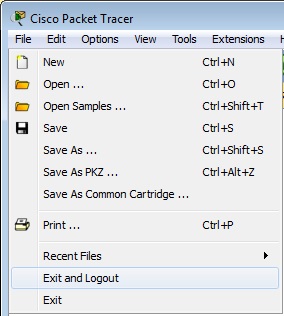 Cisco Packet Tracer
File Edit Options View Tools Extensions
New Ctrl+N
Open ... Ctrl+O
Open Samples ... Ctrl+Shift+T
Save Ctrl+S
Save As ... Ctrl+Shift+S
Save As PKZ ... Ctrl+Alt+Z
Save As Common Cartridge ...
Print ... Ctrl+P
Recent Files
Exit and Logout
Exit